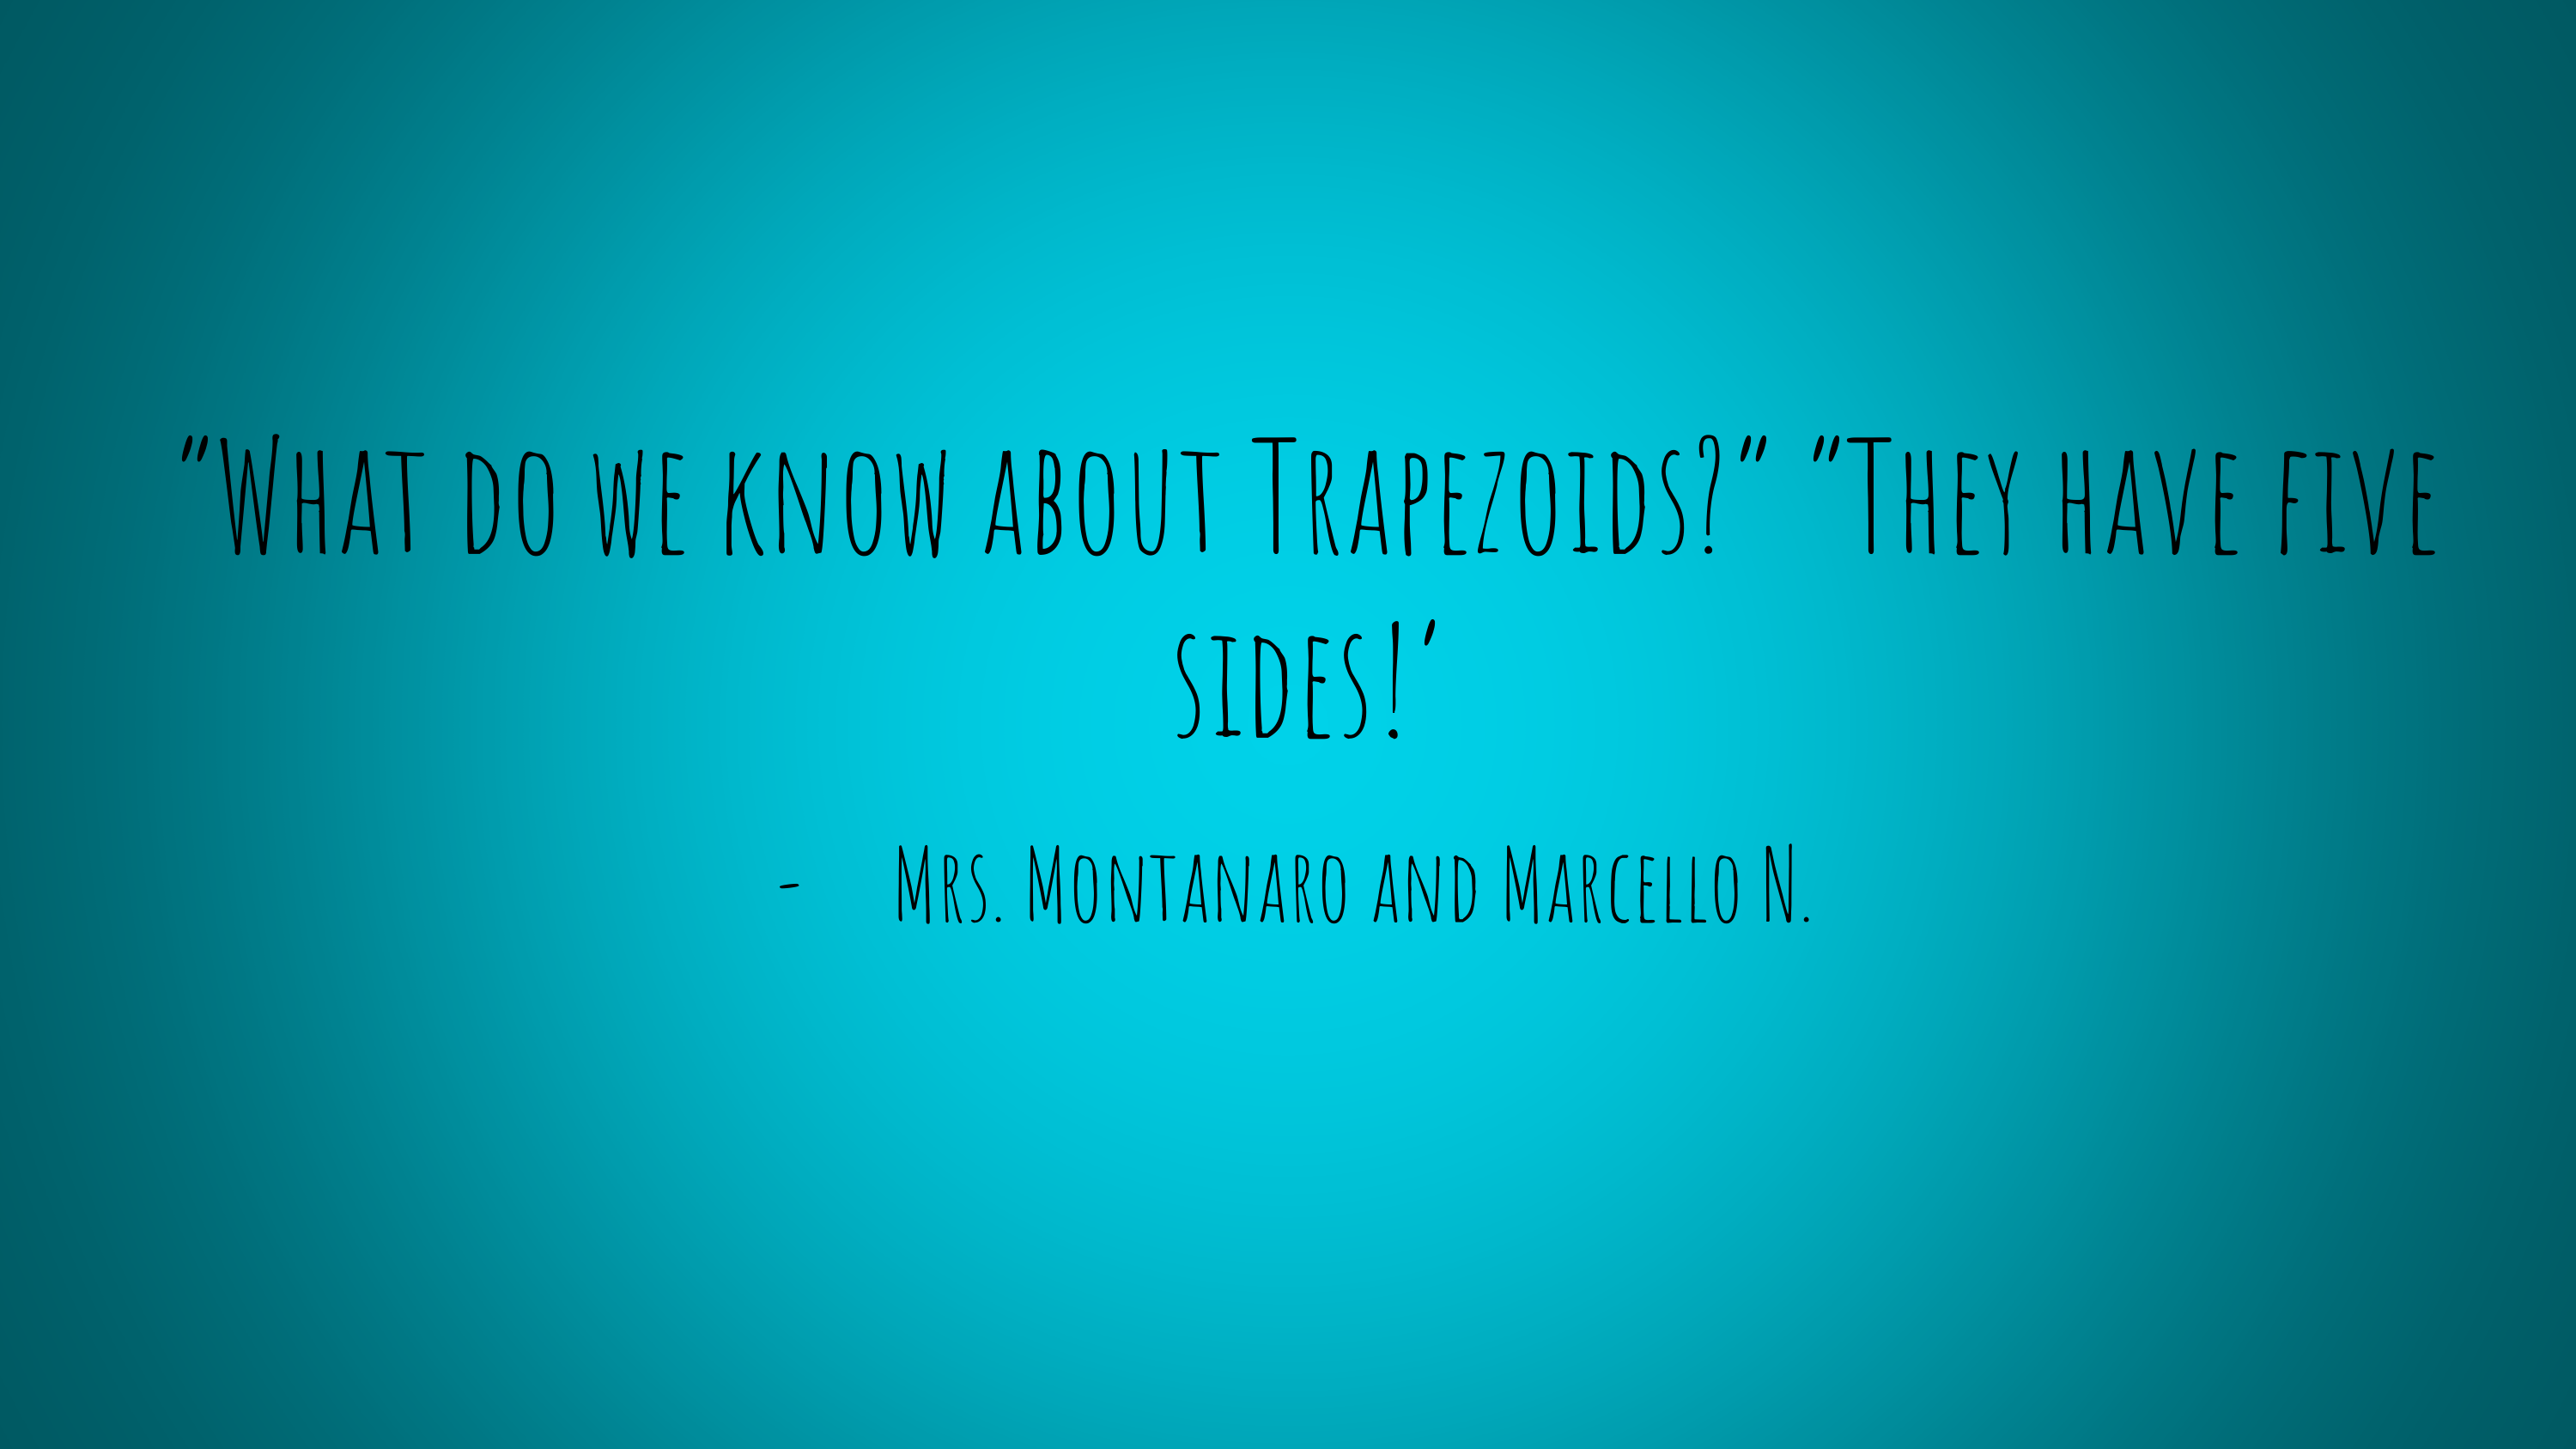 "What do we know about Trapezoids?" "They have five
sides!'
- Mrs. Montanaro and Marcello N.